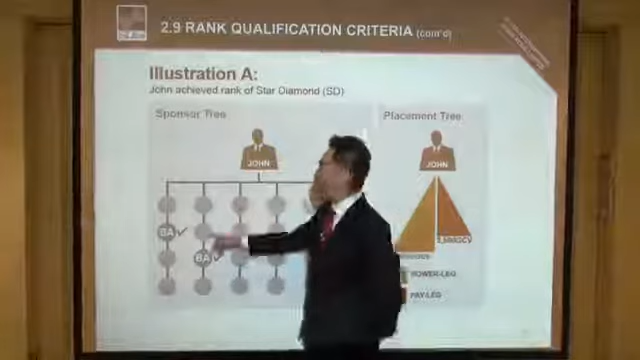 2.9 RANK QUALIFICATION CRITERIA (cont'd)
Illustration A:
John achieved rank of Star Diamond (SD)
Sponsor Tree
Placement Tree
JOHN
JOHN
BA
BA
POWER-LEG
PAY-LEG